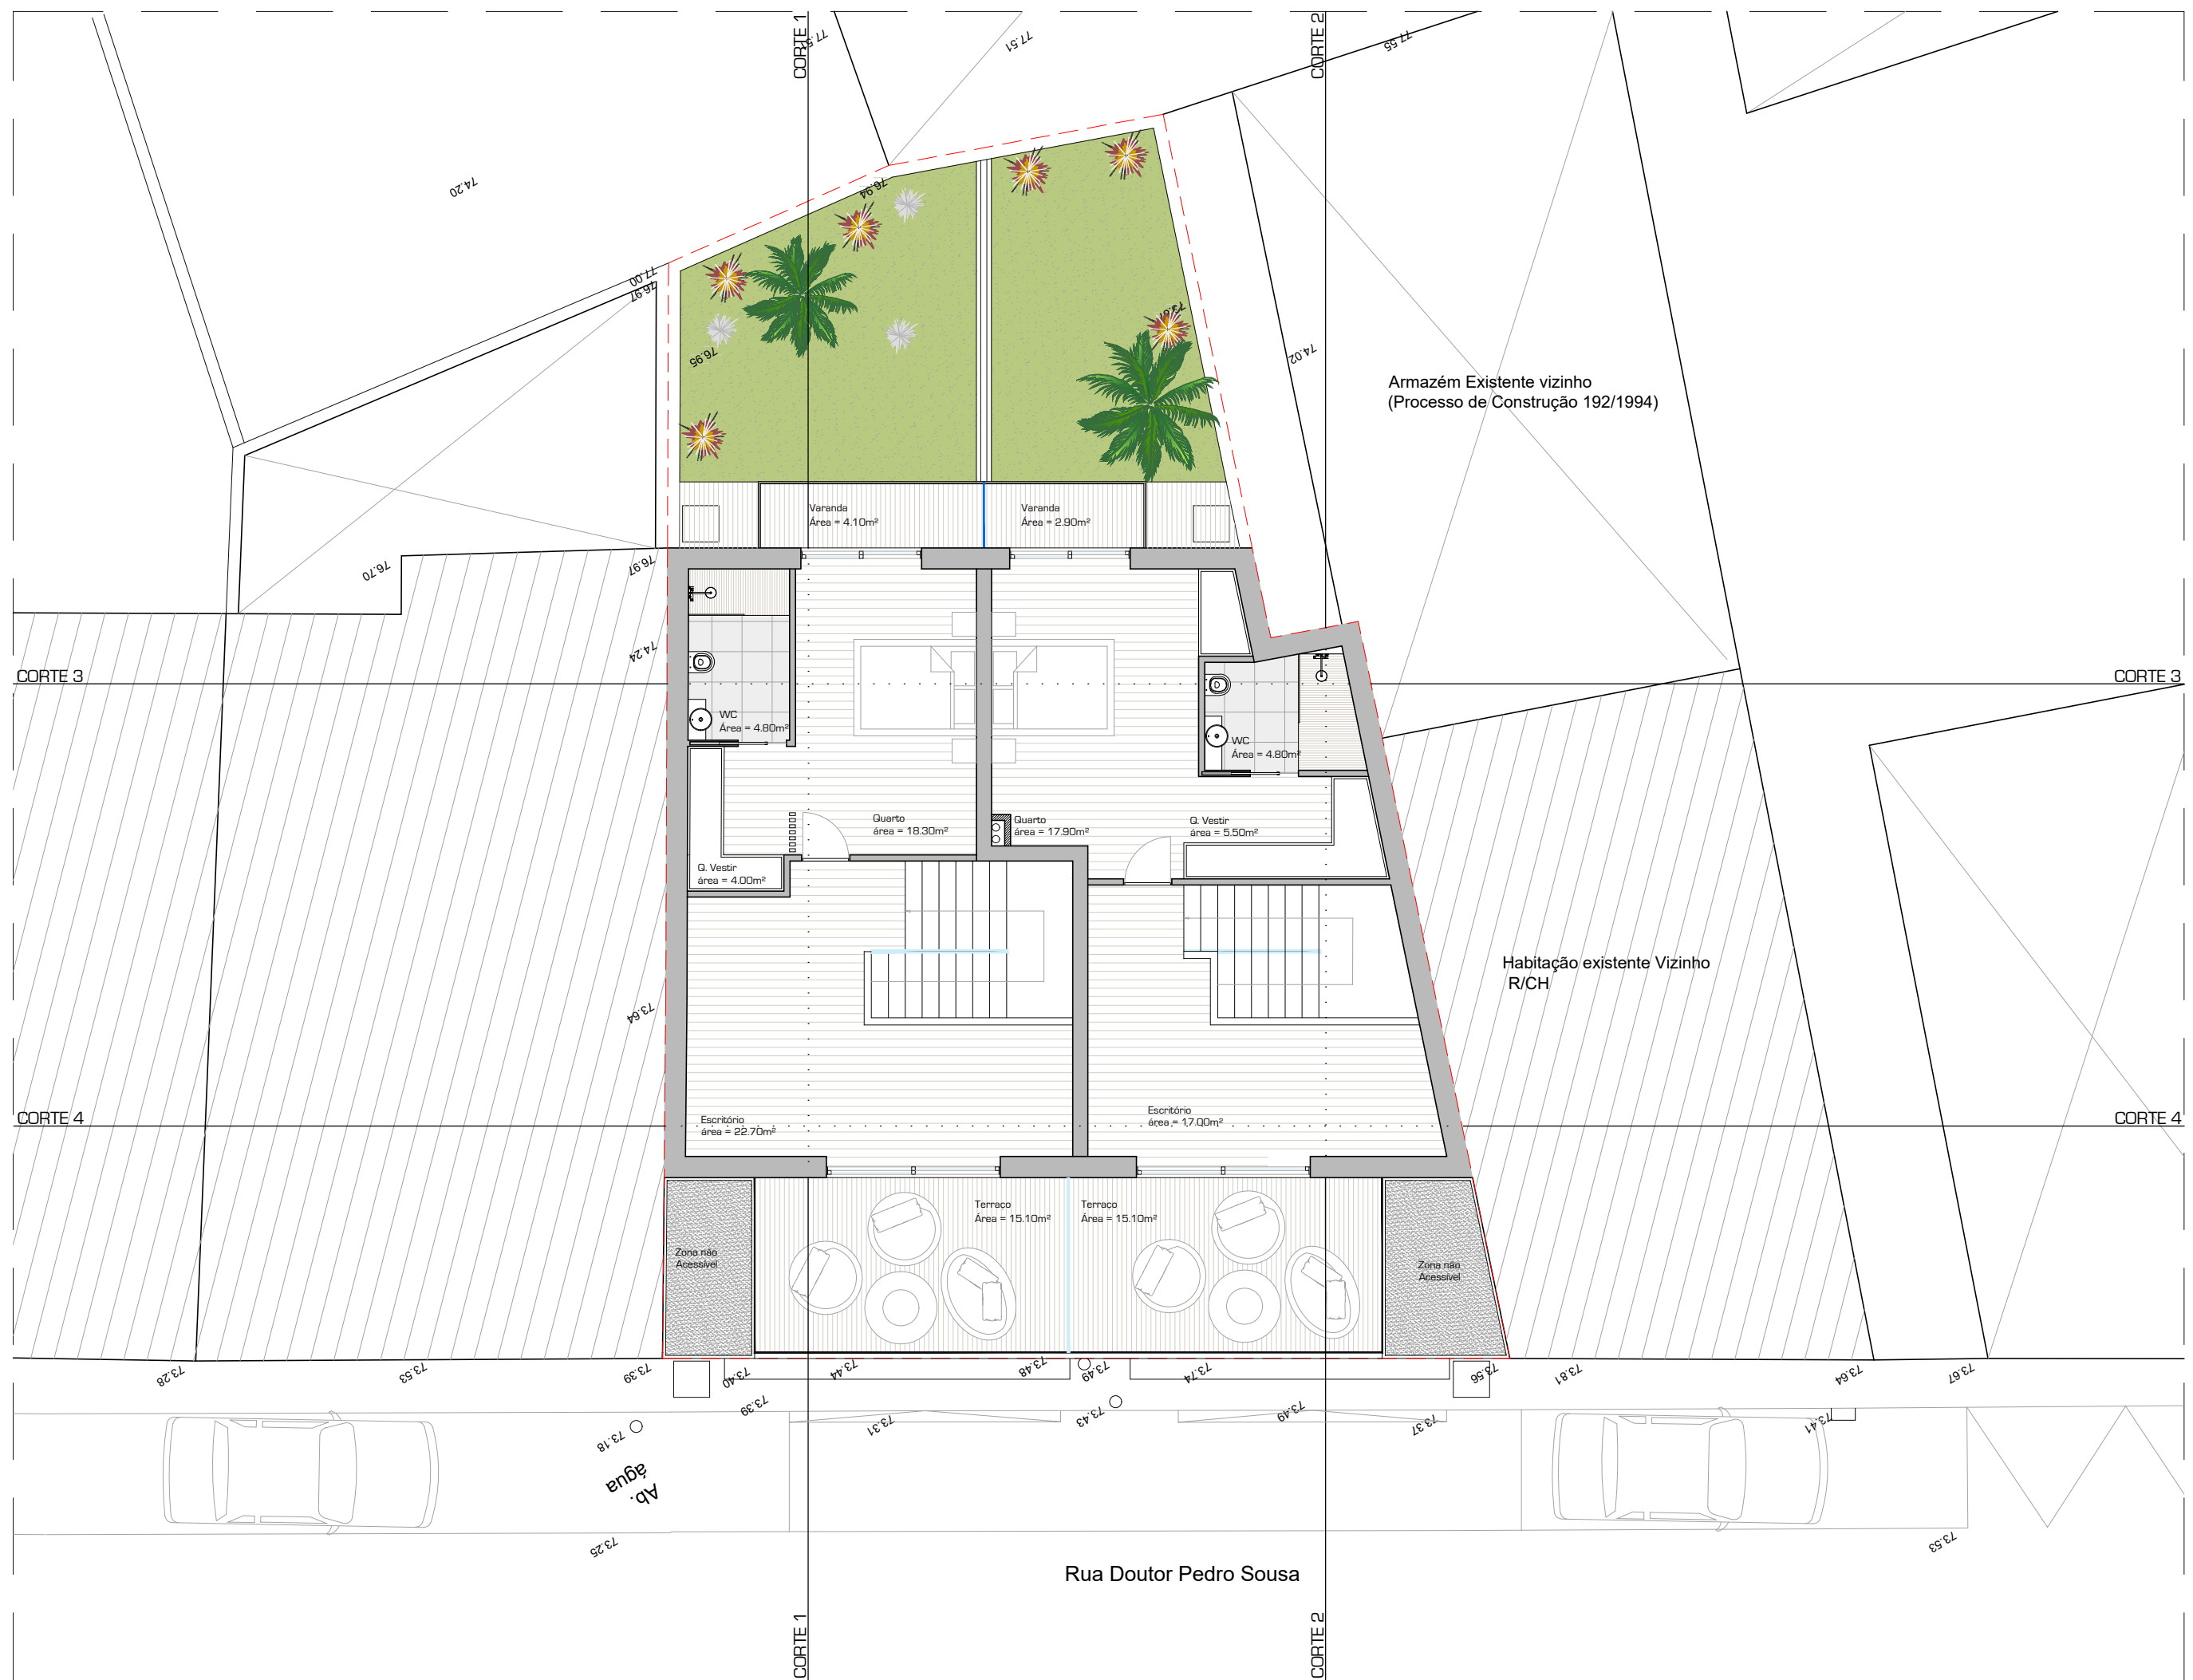 CORTE 1
CORTE 2
77.51
77.51
77.55
74.20
76.94
77.00
76.97
76.95
74.02
Armazém Existente vizinho
(Processo de Construção 192/1994)
Varanda
Área = 4.10m²
Varanda
Área = 2.90m²
76.70
76.97
74.24
CORTE 3
CORTE 3
WC
Área = 4.80m²
WC
Área = 4.80m²
Quarto
área = 18.30m²
Quarto
área = 17.90m²
Q. Vestir
área = 5.50m²
Q. Vestir
área = 4.00m²
Habitação existente Vizinho
R/CH
73.64
CORTE 4
CORTE 4
Escritório
área = 22.70m²
Escritório
área = 17.00m²
Terraço
Área = 15.10m²
Terraço
Área = 15.10m²
Zona não
Acessível
Zona não
Acessível
73.28
73.53
73.39
73.40
73.44
73.48
73.49
73.74
73.56
73.81
73.64
73.67
73.39
73.31
73.43
73.49
73.37
73.41
73.18
Ab.
água
73.25
73.53
Rua Doutor Pedro Sousa
CORTE 1
CORTE 2